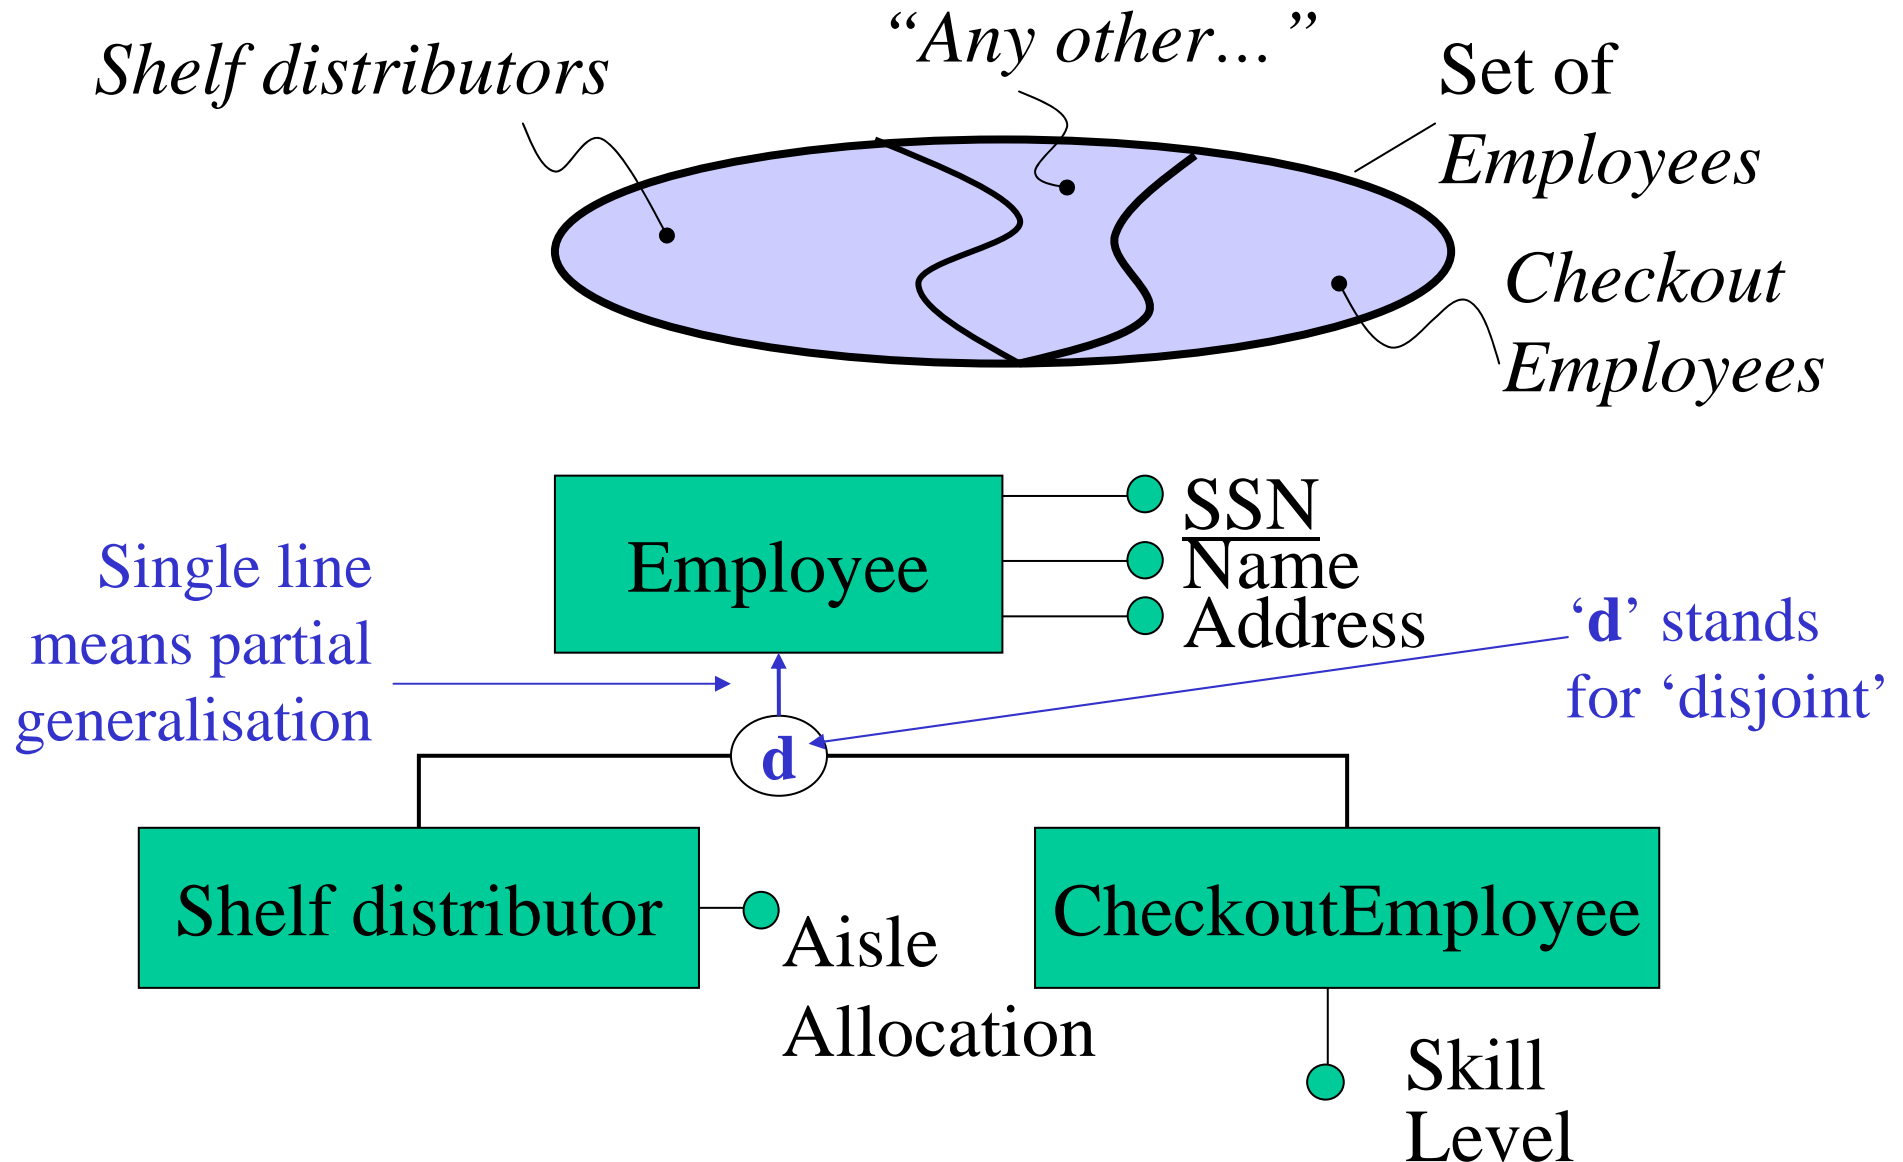 Shelf distributors
“Any other…”
Set of
Employees
Checkout
Employees
Employee
SSN
Name
Address
Single line
means partial
generalisation
‘d’ stands
for ‘disjoint’
d
Shelf distributor
CheckoutEmployee
Aisle
Allocation
Skill
Level